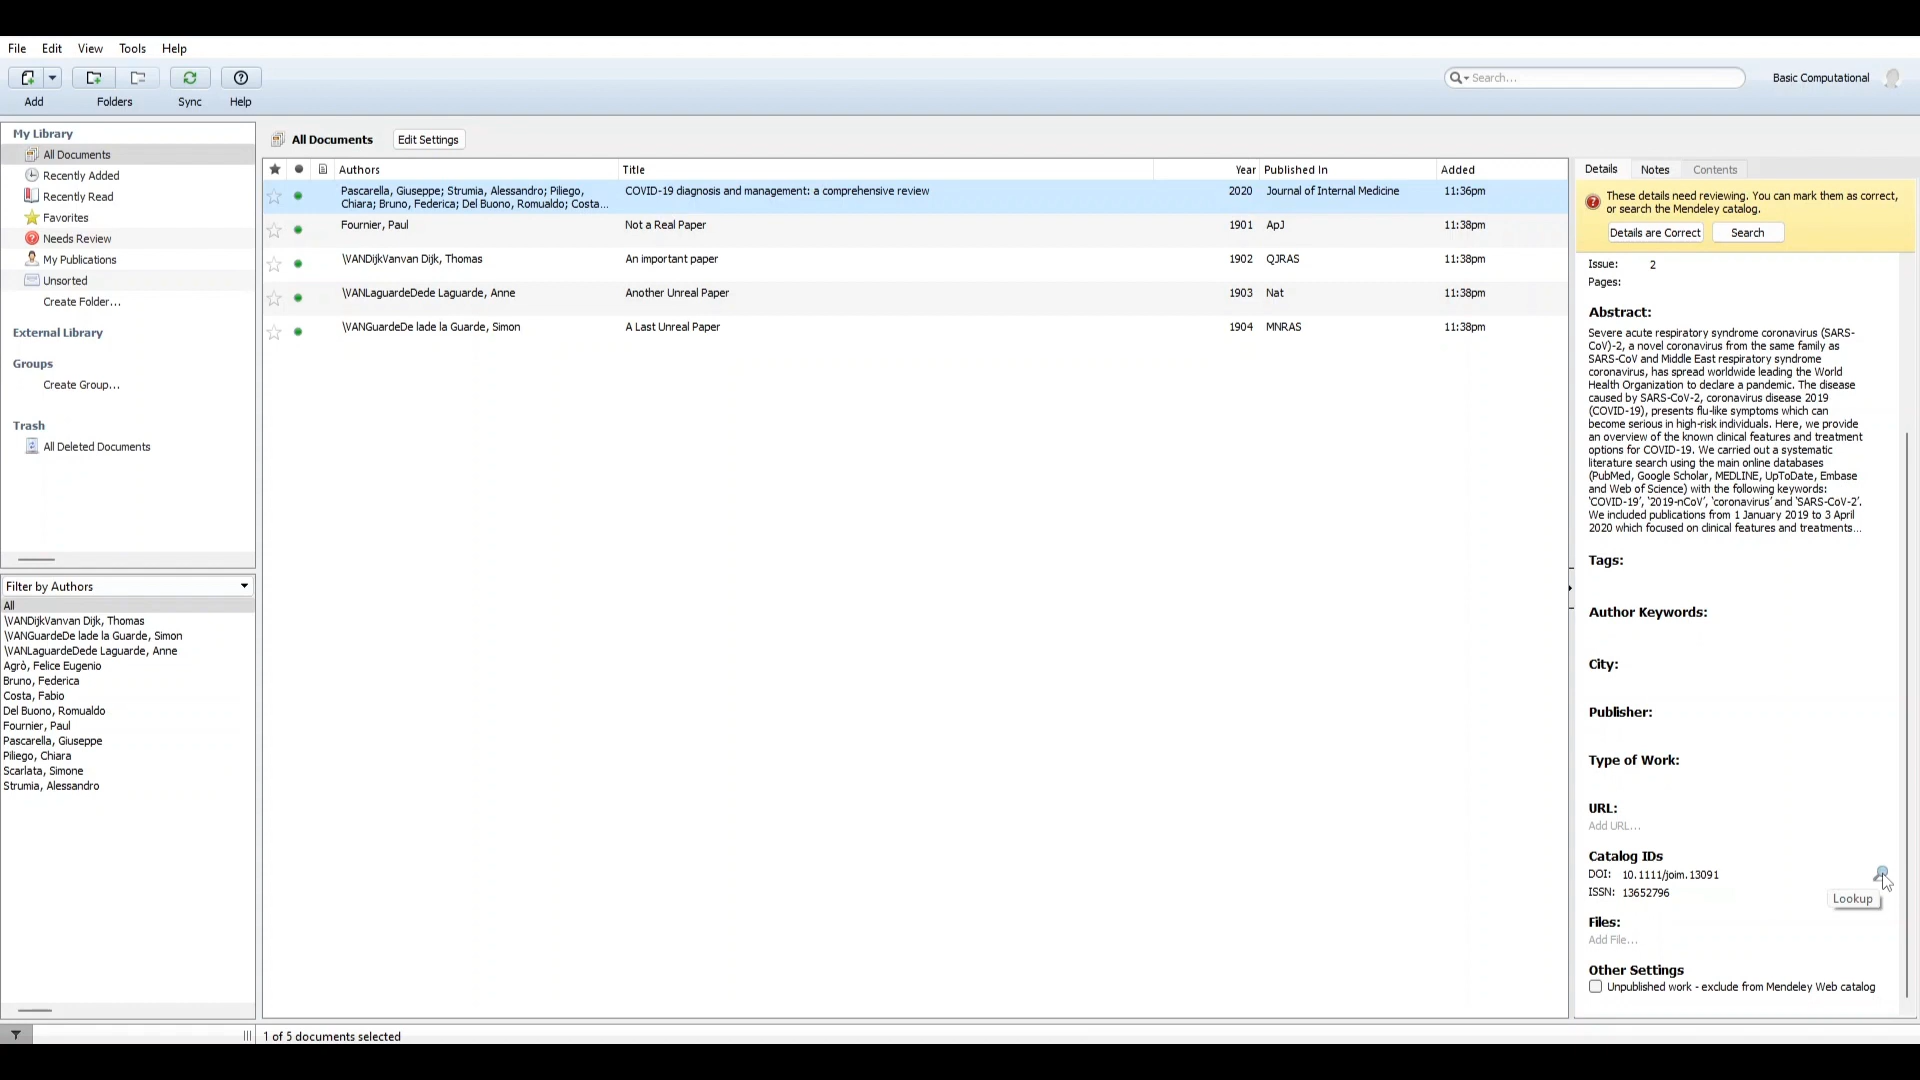 File Edit View Tools Help
Search...
Basic Computational
Add Folders Sync Help
My Library
All Documents
Recently Added
Recently Read
Favorites
Needs Review
My Publications
Unsorted
Create Folder...
External Library
Groups
Create Group...
Trash
All Deleted Documents
Filter by Authors
All
\VANDijkVanvan Dijk, Thomas
\VANGuardeDe lade la Guarde, Simon
\VANLaguardeDede Laguarde, Anne
Agrò, Felice Eugenio
Bruno, Federica
Costa, Fabio
Del Buono, Romualdo
Fournier, Paul
Pascarella, Giuseppe
Piliego, Chiara
Scarlata, Simone
Strumia, Alessandro
All Documents Edit Settings
Authors Title Year Published In Added
Pascarella, Giuseppe; Strumia, Alessandro; Piliego, COVID-19 diagnosis and management: a comprehensive review 2020 Journal of Internal Medicine 11:36pm
Chiara; Bruno, Federica; Del Buono, Romualdo; Costa...
Fournier, Paul Not a Real Paper 1901 ApJ 11:38pm
\VANDijkVanvan Dijk, Thomas An important paper 1902 QJRAS 11:38pm
\VANLaguardeDede Laguarde, Anne Another Unreal Paper 1903 Nat 11:38pm
\VANGuardeDe lade la Guarde, Simon A Last Unreal Paper 1904 MNRAS 11:38pm
Details Notes Contents
These details need reviewing. You can mark them as correct,
or search the Mendeley catalog.
Details are Correct Search
Issue: 2
Pages:
Abstract:
Severe acute respiratory syndrome coronavirus (SARS-
CoV)-2, a novel coronavirus from the same family as
SARS-CoV and Middle East respiratory syndrome
coronavirus, has spread worldwide leading the World
Health Organization to declare a pandemic. The disease
caused by SARS-CoV-2, coronavirus disease 2019
(COVID-19), presents flu-like symptoms which can
become serious in high-risk individuals. Here, we provide
an overview of the known clinical features and treatment
options for COVID-19. We carried out a systematic
literature search using the main online databases
(PubMed, Google Scholar, MEDLINE, UpToDate, Embase
and Web of Science) with the following keywords:
‘COVID-19’, ‘2019-nCoV’, ‘coronavirus’ and ‘SARS-CoV-2’.
We included publications from 1 January 2019 to 3 April
2020 which focused on clinical features and treatments...
Tags:
Author Keywords:
City:
Publisher:
Type of Work:
URL:
Add URL...
Catalog IDs
DOI: 10.1111/joim.13091
ISSN: 13652796
Lookup
Files:
Add File...
Other Settings
Unpublished work - exclude from Mendeley Web catalog
1 of 5 documents selected